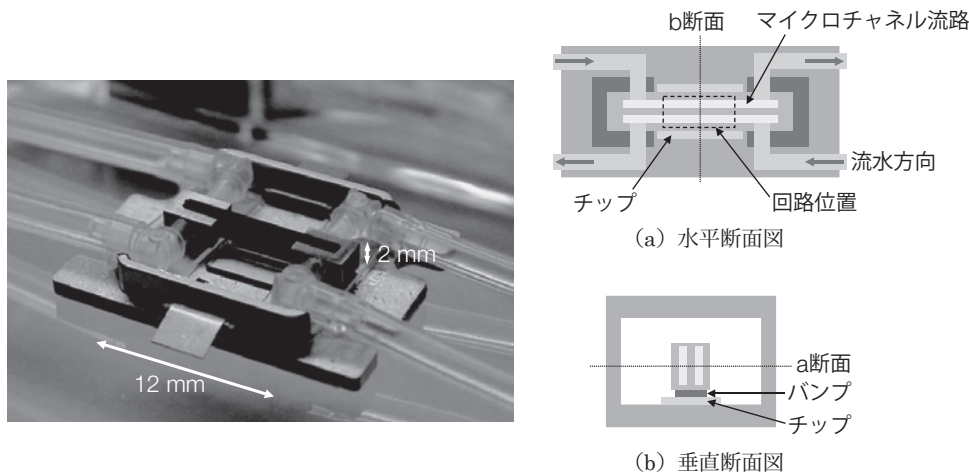 2 mm
12 mm
b断面
マイクロチャネル流路
流水方向
チップ
回路位置
(a) 水平断面図
a断面
バンプ
チップ
(b) 垂直断面図